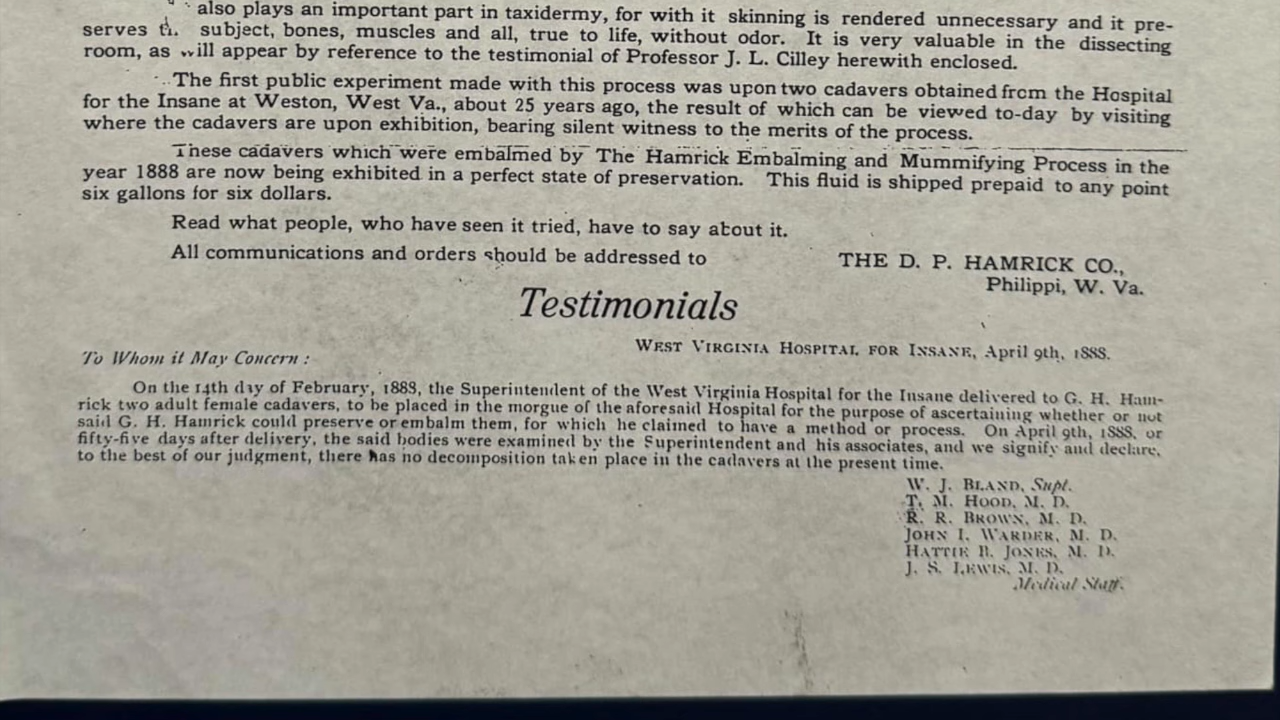 also plays an important part in taxidermy, for with it skinning is rendered unnecessary and it pre-
serves subject, bones, muscles and all, true to life, without odor. It is very valuable in the dissecting
room, as will appear by reference to the testimonial of Professor J. L. Cilley herewith enclosed.
The first public experiment made with this process was upon two cadavers obtained from the Hospital
for the Insane at Weston, West Va., about 25 years ago, the result of which can be viewed to-day by visiting
where the cadavers are upon exhibition, bearing silent witness to the merits of the process.
These cadavers which were embalmed by The Hamrick Embalming and Mummifying Process in the
year 1888 are now being exhibited in a perfect state of preservation. This fluid is shipped prepaid to any point
six gallons for six dollars.
Read what people, who have seen it tried, have to say about it.
All communications and orders should be addressed to
THE D. P. HAMRICK CO.,
Philippi, W. Va.
Testimonials
WEST VIRGINIA HOSPITAL FOR INSANE, April 9th, 1888.
To Whom it May Concern :
On the 14th day of February, 1888, the Superintendent of the West Virginia Hospital for the Insane delivered to G. H. Ham-
rick two adult female cadavers, to be placed in the morgue of the aforesaid Hospital for the purpose of ascertaining whether or not
said G. H. Hamrick could preserve or embalm them, for which he claimed to have a method or process. On April 9th, 1888, or
fifty-five days after delivery, the said bodies were examined by the Superintendent and his associates, and we signify and declare,
to the best of our judgment, there has no decomposition taken place in the cadavers at the present time.
W. J. BLAND, Supt.
T. M. HOOD, M. D.
R. R. BROWN, M. D.
JOHN I. WARDER, M. D.
HATTIE B. JONES, M. D.
J. S. LEWIS, M. D.
Medical Staff.